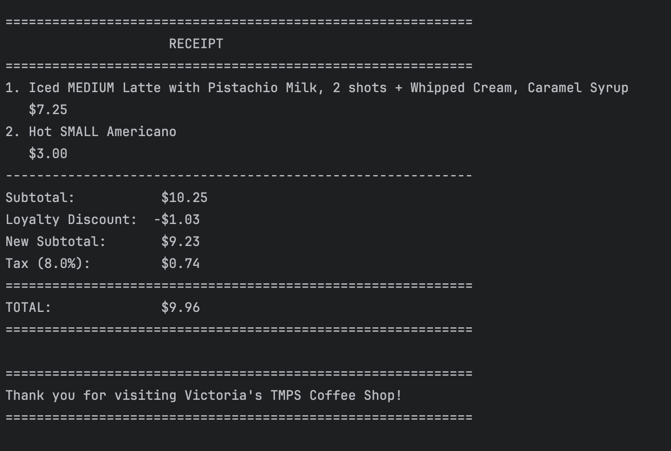 ============================================================
RECEIPT
============================================================
1. Iced MEDIUM Latte with Pistachio Milk, 2 shots + Whipped Cream, Caramel Syrup
$7.25
2. Hot SMALL Americano
$3.00
------------------------------------------------------------
Subtotal: $10.25
Loyalty Discount: -$1.03
New Subtotal: $9.23
Tax (8.0%): $0.74
============================================================
TOTAL: $9.96
============================================================
============================================================
Thank you for visiting Victoria's TMPS Coffee Shop!
============================================================